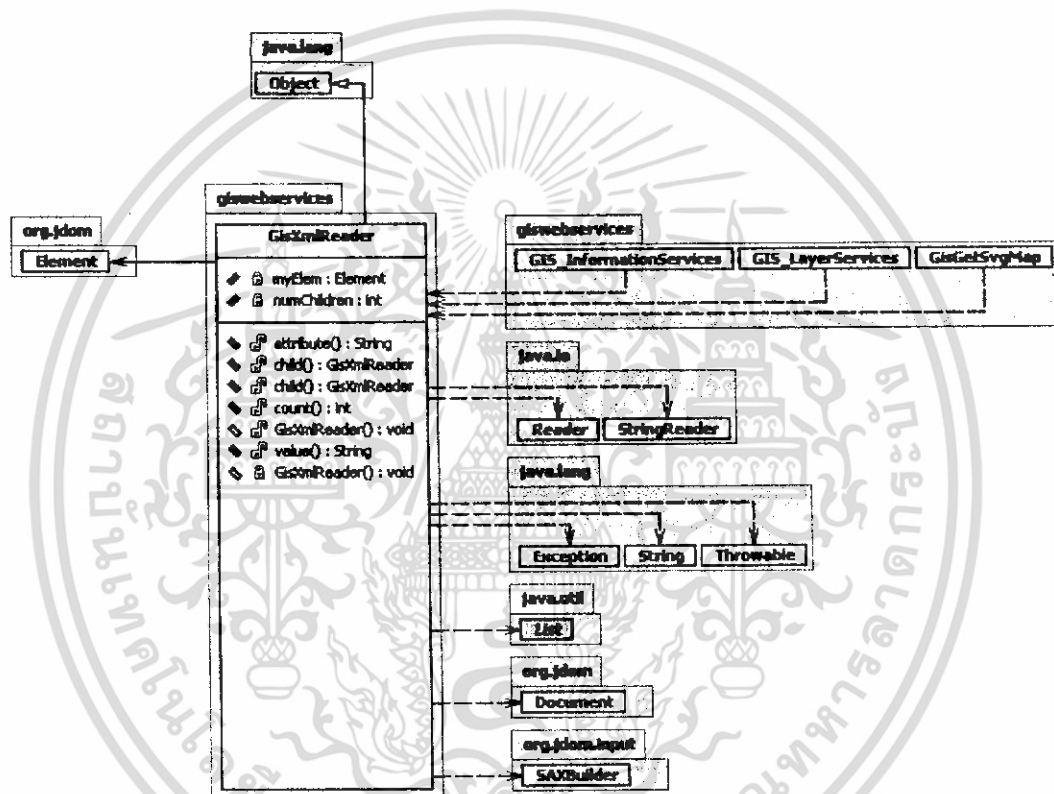 java.lang
Object
giswebservices
GisXmlReader
myElem : Element
numChildren : int
attribute() : String
child() : GisXmlReader
child() : GisXmlReader
count() : int
GisXmlReader() : void
value() : String
GisXmlReader() : void
org.jdom
Element
giswebservices
GIS_InformationServices
GIS_LayerServices
GisGetSvgMap
java.io
Reader
StringReader
java.lang
Exception
String
Throwable
java.util
List
org.jdom
Document
org.jdom.input
SAXBuilder